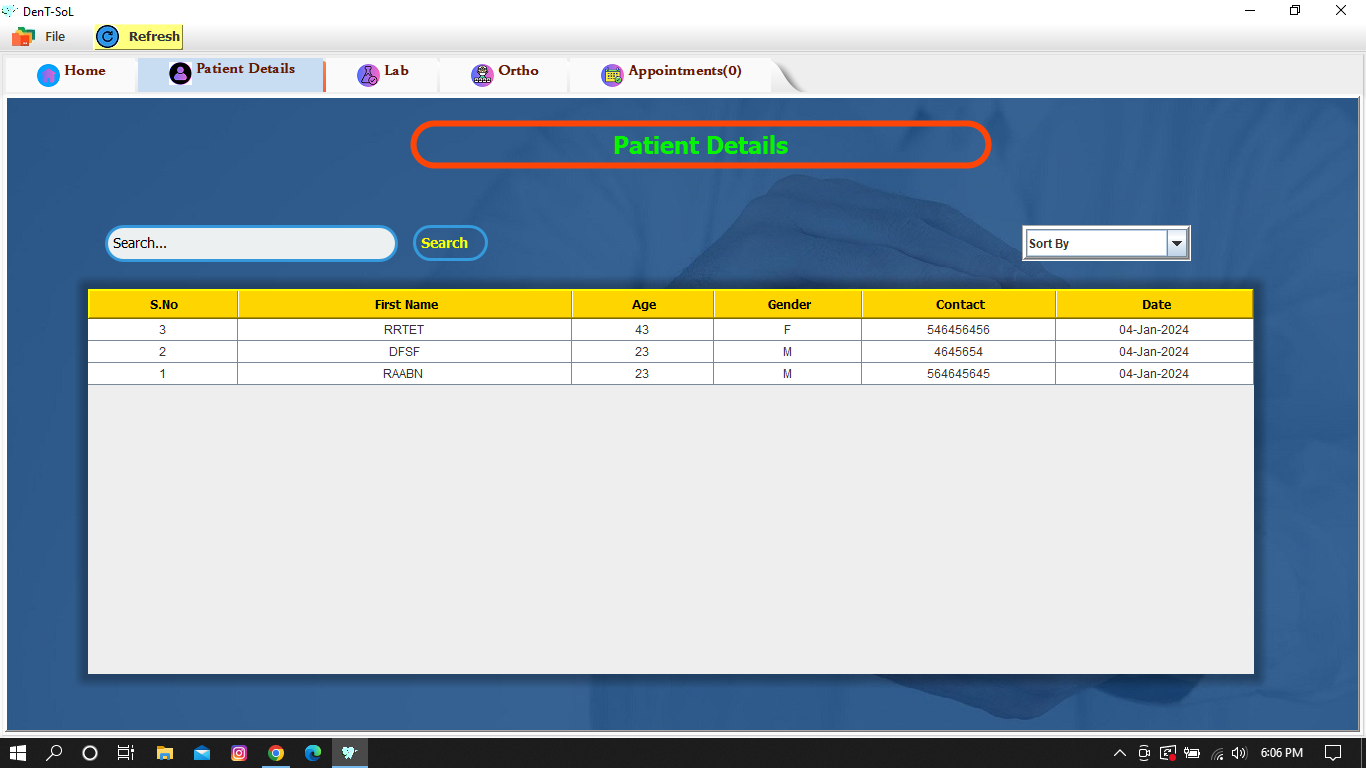 DenT-SoL
File Refresh
Home Patient Details Lab Ortho Appointments(0)
Patient Details
Search... Search Sort By
S.No First Name Age Gender Contact Date
3 RRTET 43 F 546456456 04-Jan-2024
2 DFSF 23 M 4645654 04-Jan-2024
1 RAABN 23 M 564645645 04-Jan-2024
6:06 PM